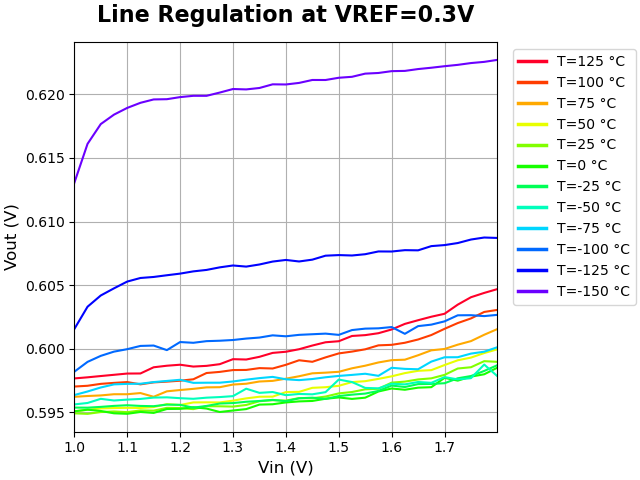 Line Regulation at VREF=0.3V
Vout (V)
0.620
0.615
0.610
0.605
0.600
0.595
1.0 1.1 1.2 1.3 1.4 1.5 1.6 1.7
Vin (V)
T=125 °C
T=100 °C
T=75 °C
T=50 °C
T=25 °C
T=0 °C
T=-25 °C
T=-50 °C
T=-75 °C
T=-100 °C
T=-125 °C
T=-150 °C